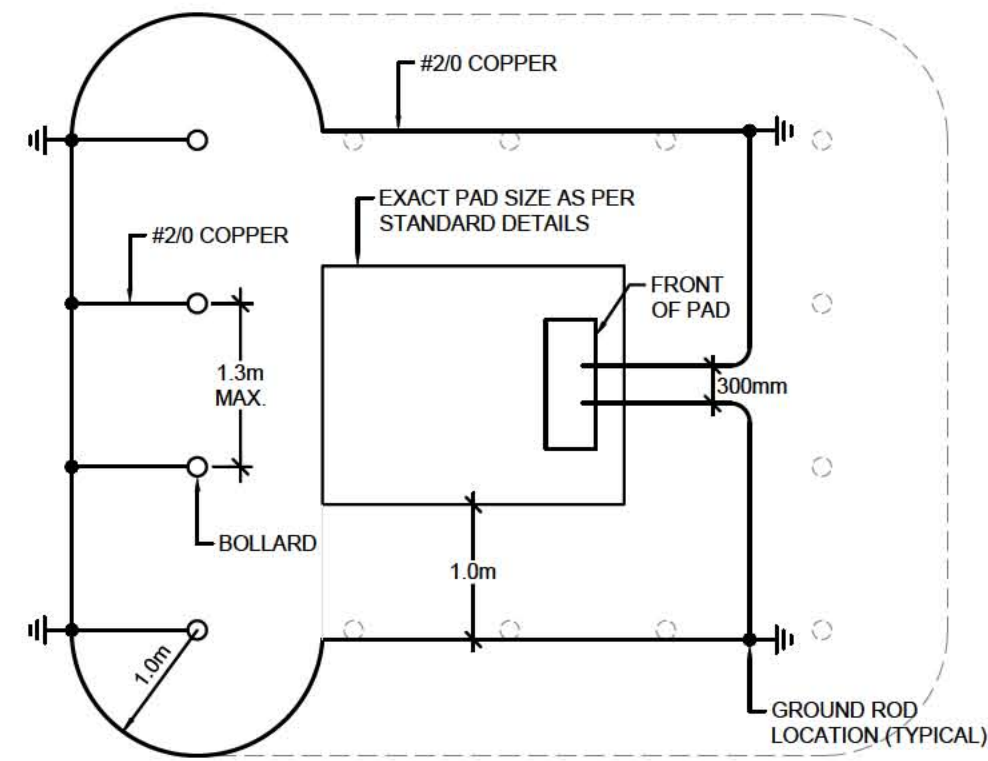 #2/0 COPPER
EXACT PAD SIZE AS PER
STANDARD DETAILS
#2/0 COPPER
FRONT
OF PAD
1.3m
MAX.
300mm
BOLLARD
1.0m
1.0m
GROUND ROD
LOCATION (TYPICAL)